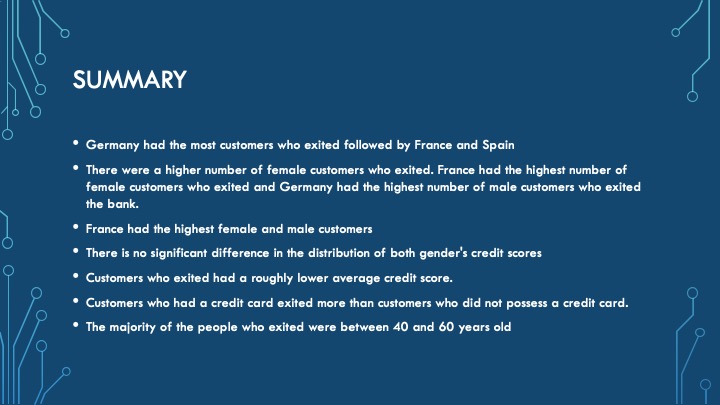 SUMMARY
• Germany had the most customers who exited followed by France and Spain
• There were a higher number of female customers who exited. France had the highest number of
female customers who exited and Germany had the highest number of male customers who exited
the bank.
• France had the highest female and male customers
• There is no significant difference in the distribution of both gender's credit scores
• Customers who exited had a roughly lower average credit score.
• Customers who had a credit card exited more than customers who did not possess a credit card.
• The majority of the people who exited were between 40 and 60 years old